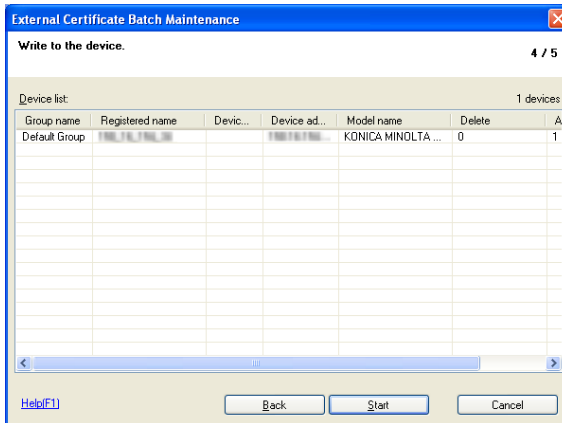 External Certificate Batch Maintenance
Write to the device.
4 / 5
Device list: 1 devices
Group name Registered name Devic... Device ad... Model name Delete A
Default Group KONICA MINOLTA ... 0 1
Help(F1) Back Start Cancel